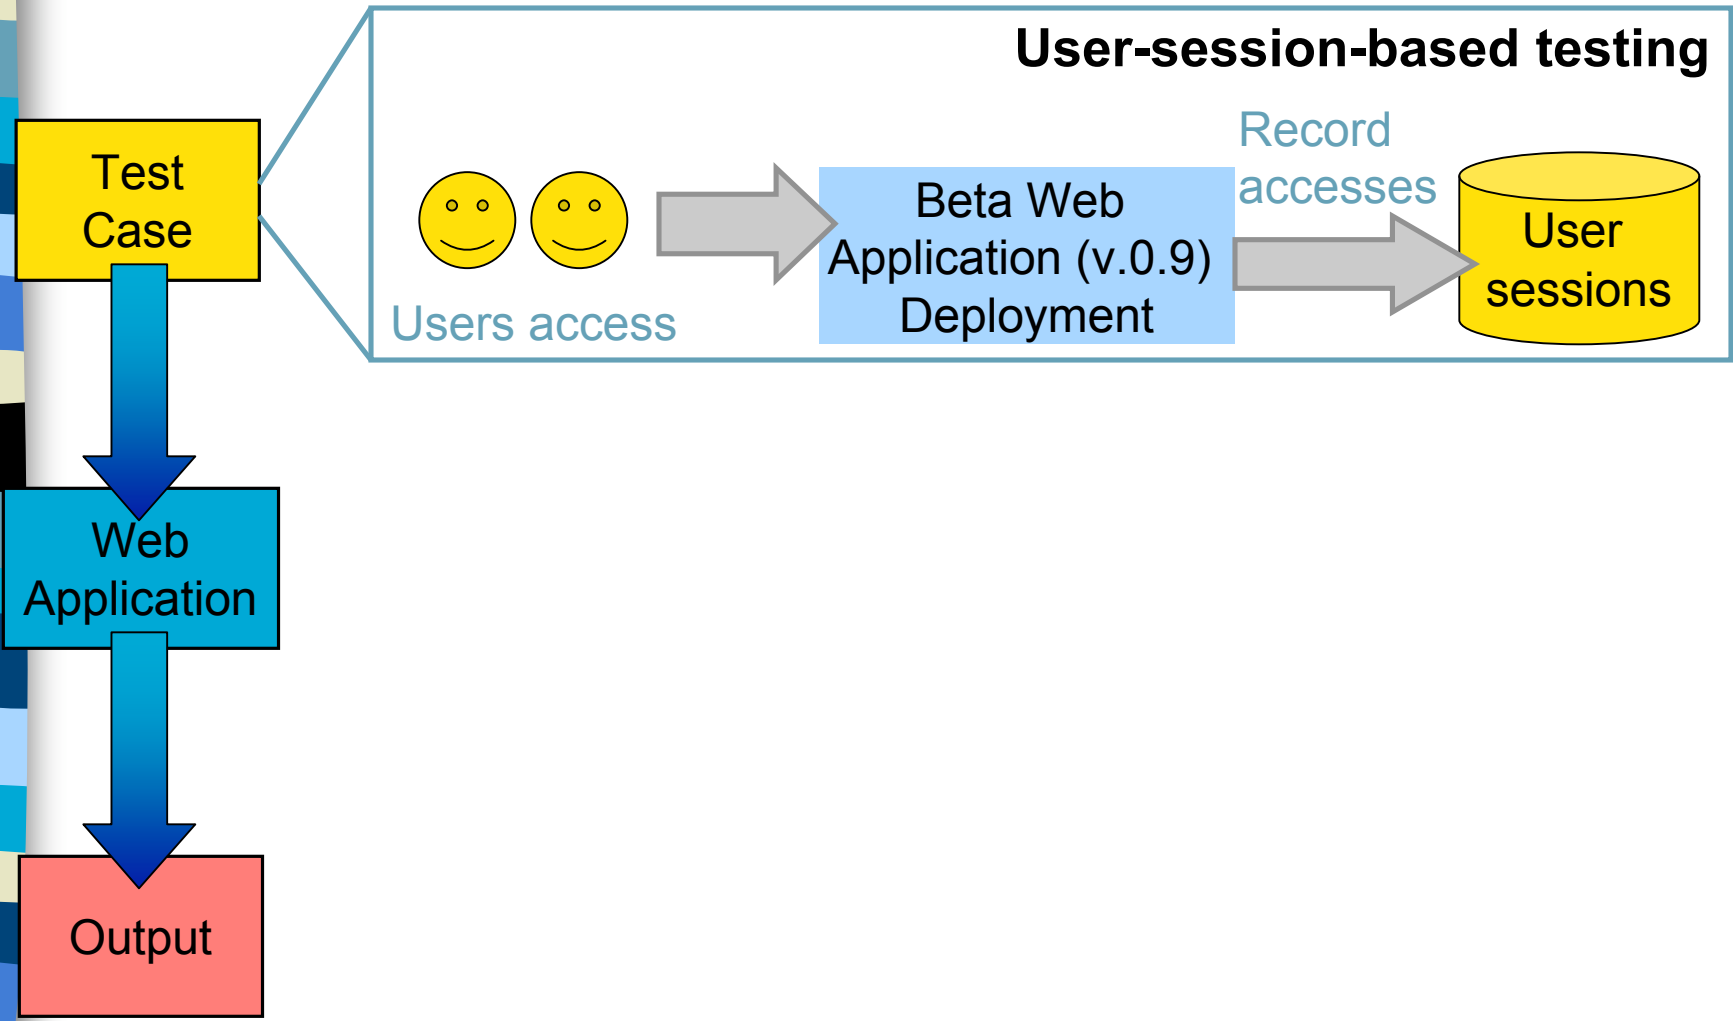 User-session-based testing
Test
Case
Users access
Beta Web
Application (v.0.9)
Deployment
Record
accesses
User
sessions
Web
Application
Output